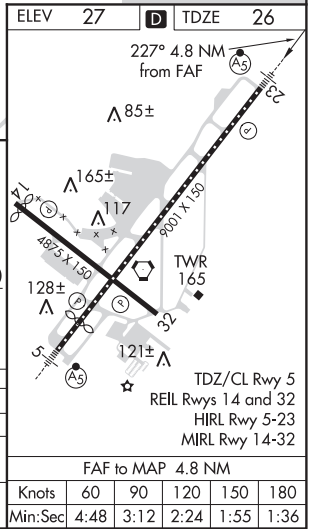 ELEV 27 D TDZE 26
227° 4.8 NM
from FAF
A5
23
85±
P
165±
14
P
117
9001 X 150
4875 X 150
TWR
165
128±
P
P
32
121±
5
A5
TDZ/CL Rwy 5
REIL Rwys 14 and 32
HIRL Rwy 5-23
MIRL Rwy 14-32
FAF to MAP 4.8 NM
Knots 60 90 120 150 180
Min:Sec 4:48 3:12 2:24 1:55 1:36